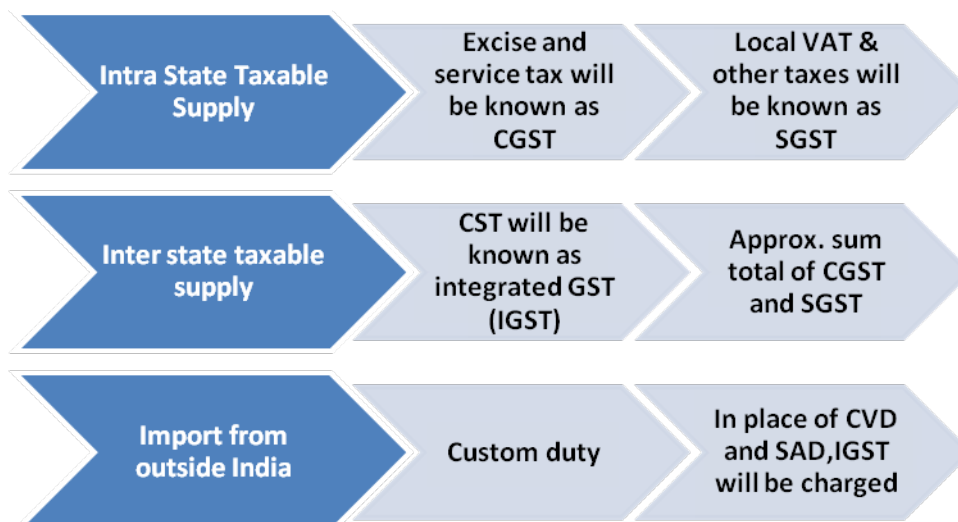 Intra State Taxable
Supply
Excise and
service tax will
be known as
CGST
Local VAT &
other taxes will
be known as
SGST
Inter state taxable
supply
CST will be
known as
integrated GST
(IGST)
Approx. sum
total of CGST
and SGST
Import from
outside India
Custom duty
In place of CVD
and SAD,IGST
will be charged